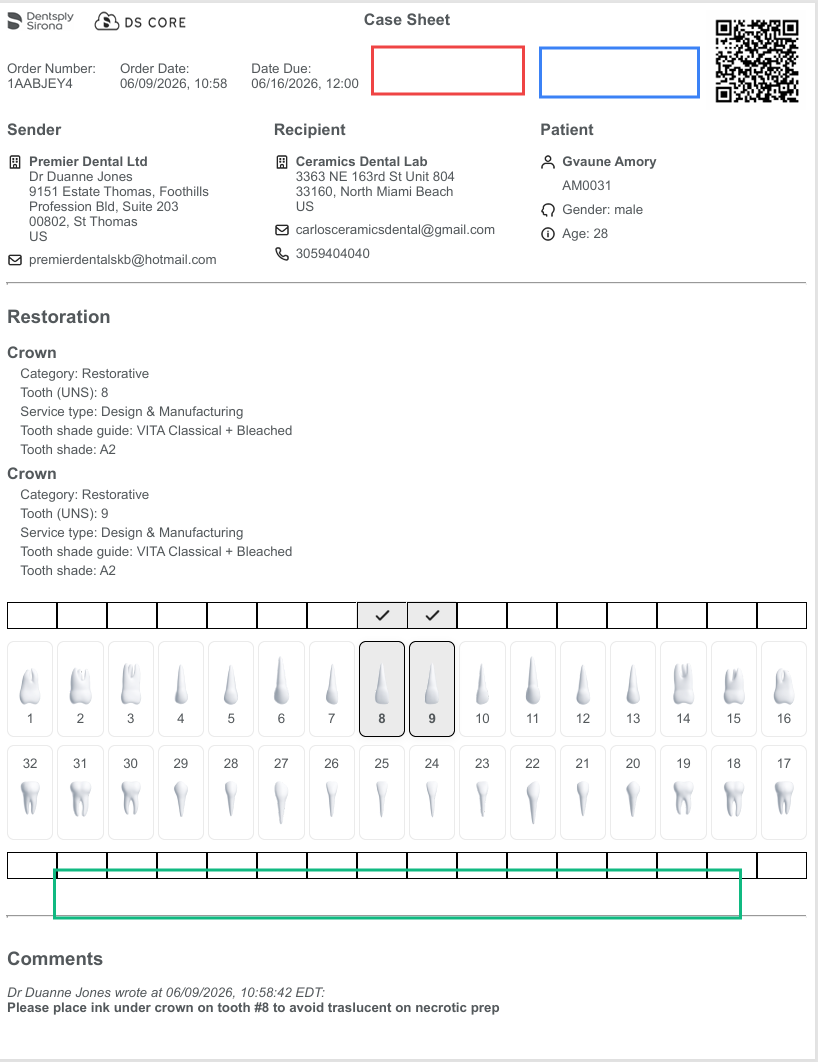 Dentsply
Sirona
DS CORE
Case Sheet
Order Number:
1AABJEY4
Order Date:
06/09/2026, 10:58
Date Due:
06/16/2026, 12:00
Sender
Premier Dental Ltd
Dr Duanne Jones
9151 Estate Thomas, Foothills
Profession Bld, Suite 203
00802, St Thomas
US
premierdentalskb@hotmail.com
Recipient
Ceramics Dental Lab
3363 NE 163rd St Unit 804
33160, North Miami Beach
US
carlosceramicsdental@gmail.com
3059404040
Patient
Gvaune Amory
AM0031
Gender: male
Age: 28
Restoration
Crown
Category: Restorative
Tooth (UNS): 8
Service type: Design & Manufacturing
Tooth shade guide: VITA Classical + Bleached
Tooth shade: A2
Crown
Category: Restorative
Tooth (UNS): 9
Service type: Design & Manufacturing
Tooth shade guide: VITA Classical + Bleached
Tooth shade: A2
1 2 3 4 5 6 7 8 9 10 11 12 13 14 15 16
32 31 30 29 28 27 26 25 24 23 22 21 20 19 18 17
Comments
Dr Duanne Jones wrote at 06/09/2026, 10:58:42 EDT:
Please place ink under crown on tooth #8 to avoid traslucent on necrotic prep